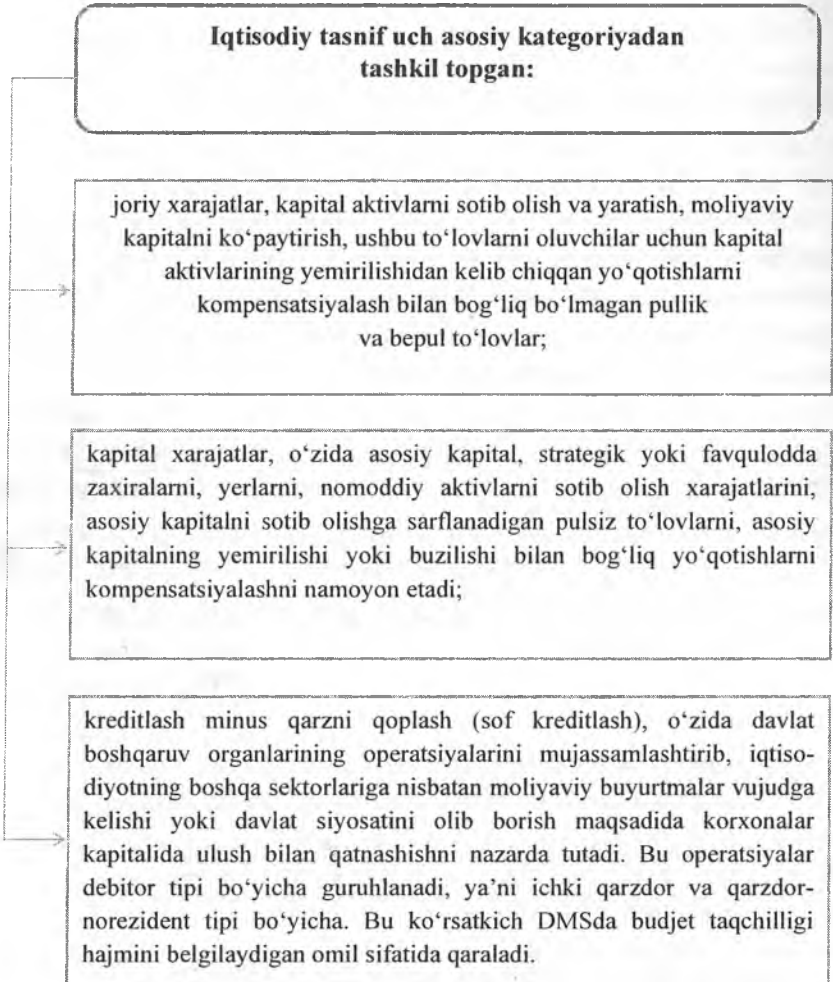 Iqtisodiy tasnif uch asosiy kategoriyadan
tashkil topgan:
joriy xarajatlar, kapital aktivlarni sotib olish va yaratish, moliyaviy
kapitalni ko‘paytirish, ushbu to‘lovlarni oluvchilar uchun kapital
aktivlarining yemirilishidan kelib chiqqan yo‘qotishlarni
kompensatsiyalash bilan bog‘liq bo‘lmagan pullik
va bepul to‘lovlar;
kapital xarajatlar, o‘zida asosiy kapital, strategik yoki favqulodda
zaxiralarni, yerlarni, nomoddiy aktivlarni sotib olish xarajatlarini,
asosiy kapitalni sotib olishga sarflanadigan pulsiz to‘lovlarni, asosiy
kapitalning yemirilishi yoki buzilishi bilan bog‘liq yo‘qotishlarni
kompensatsiyalashni namoyon etadi;
kreditlash minus qarzni qoplash (sof kreditlash), o‘zida davlat
boshqaruv organlarining operatsiyalarini mujassamlashtirib, iqtiso-
diyotning boshqa sektorlariga nisbatan moliyaviy buyurtmalar vujudga
kelishi yoki davlat siyosatini olib borish maqsadida korxonalar
kapitalida ulush bilan qatnashishni nazarda tutadi. Bu operatsiyalar
debitor tipi bo‘yicha guruhlanadi, ya’ni ichki qarzdor va qarzdor-
norezident tipi bo‘yicha. Bu ko‘rsatkich DMSda budjet taqchilligi
hajmini belgilaydigan omil sifatida qaraladi.